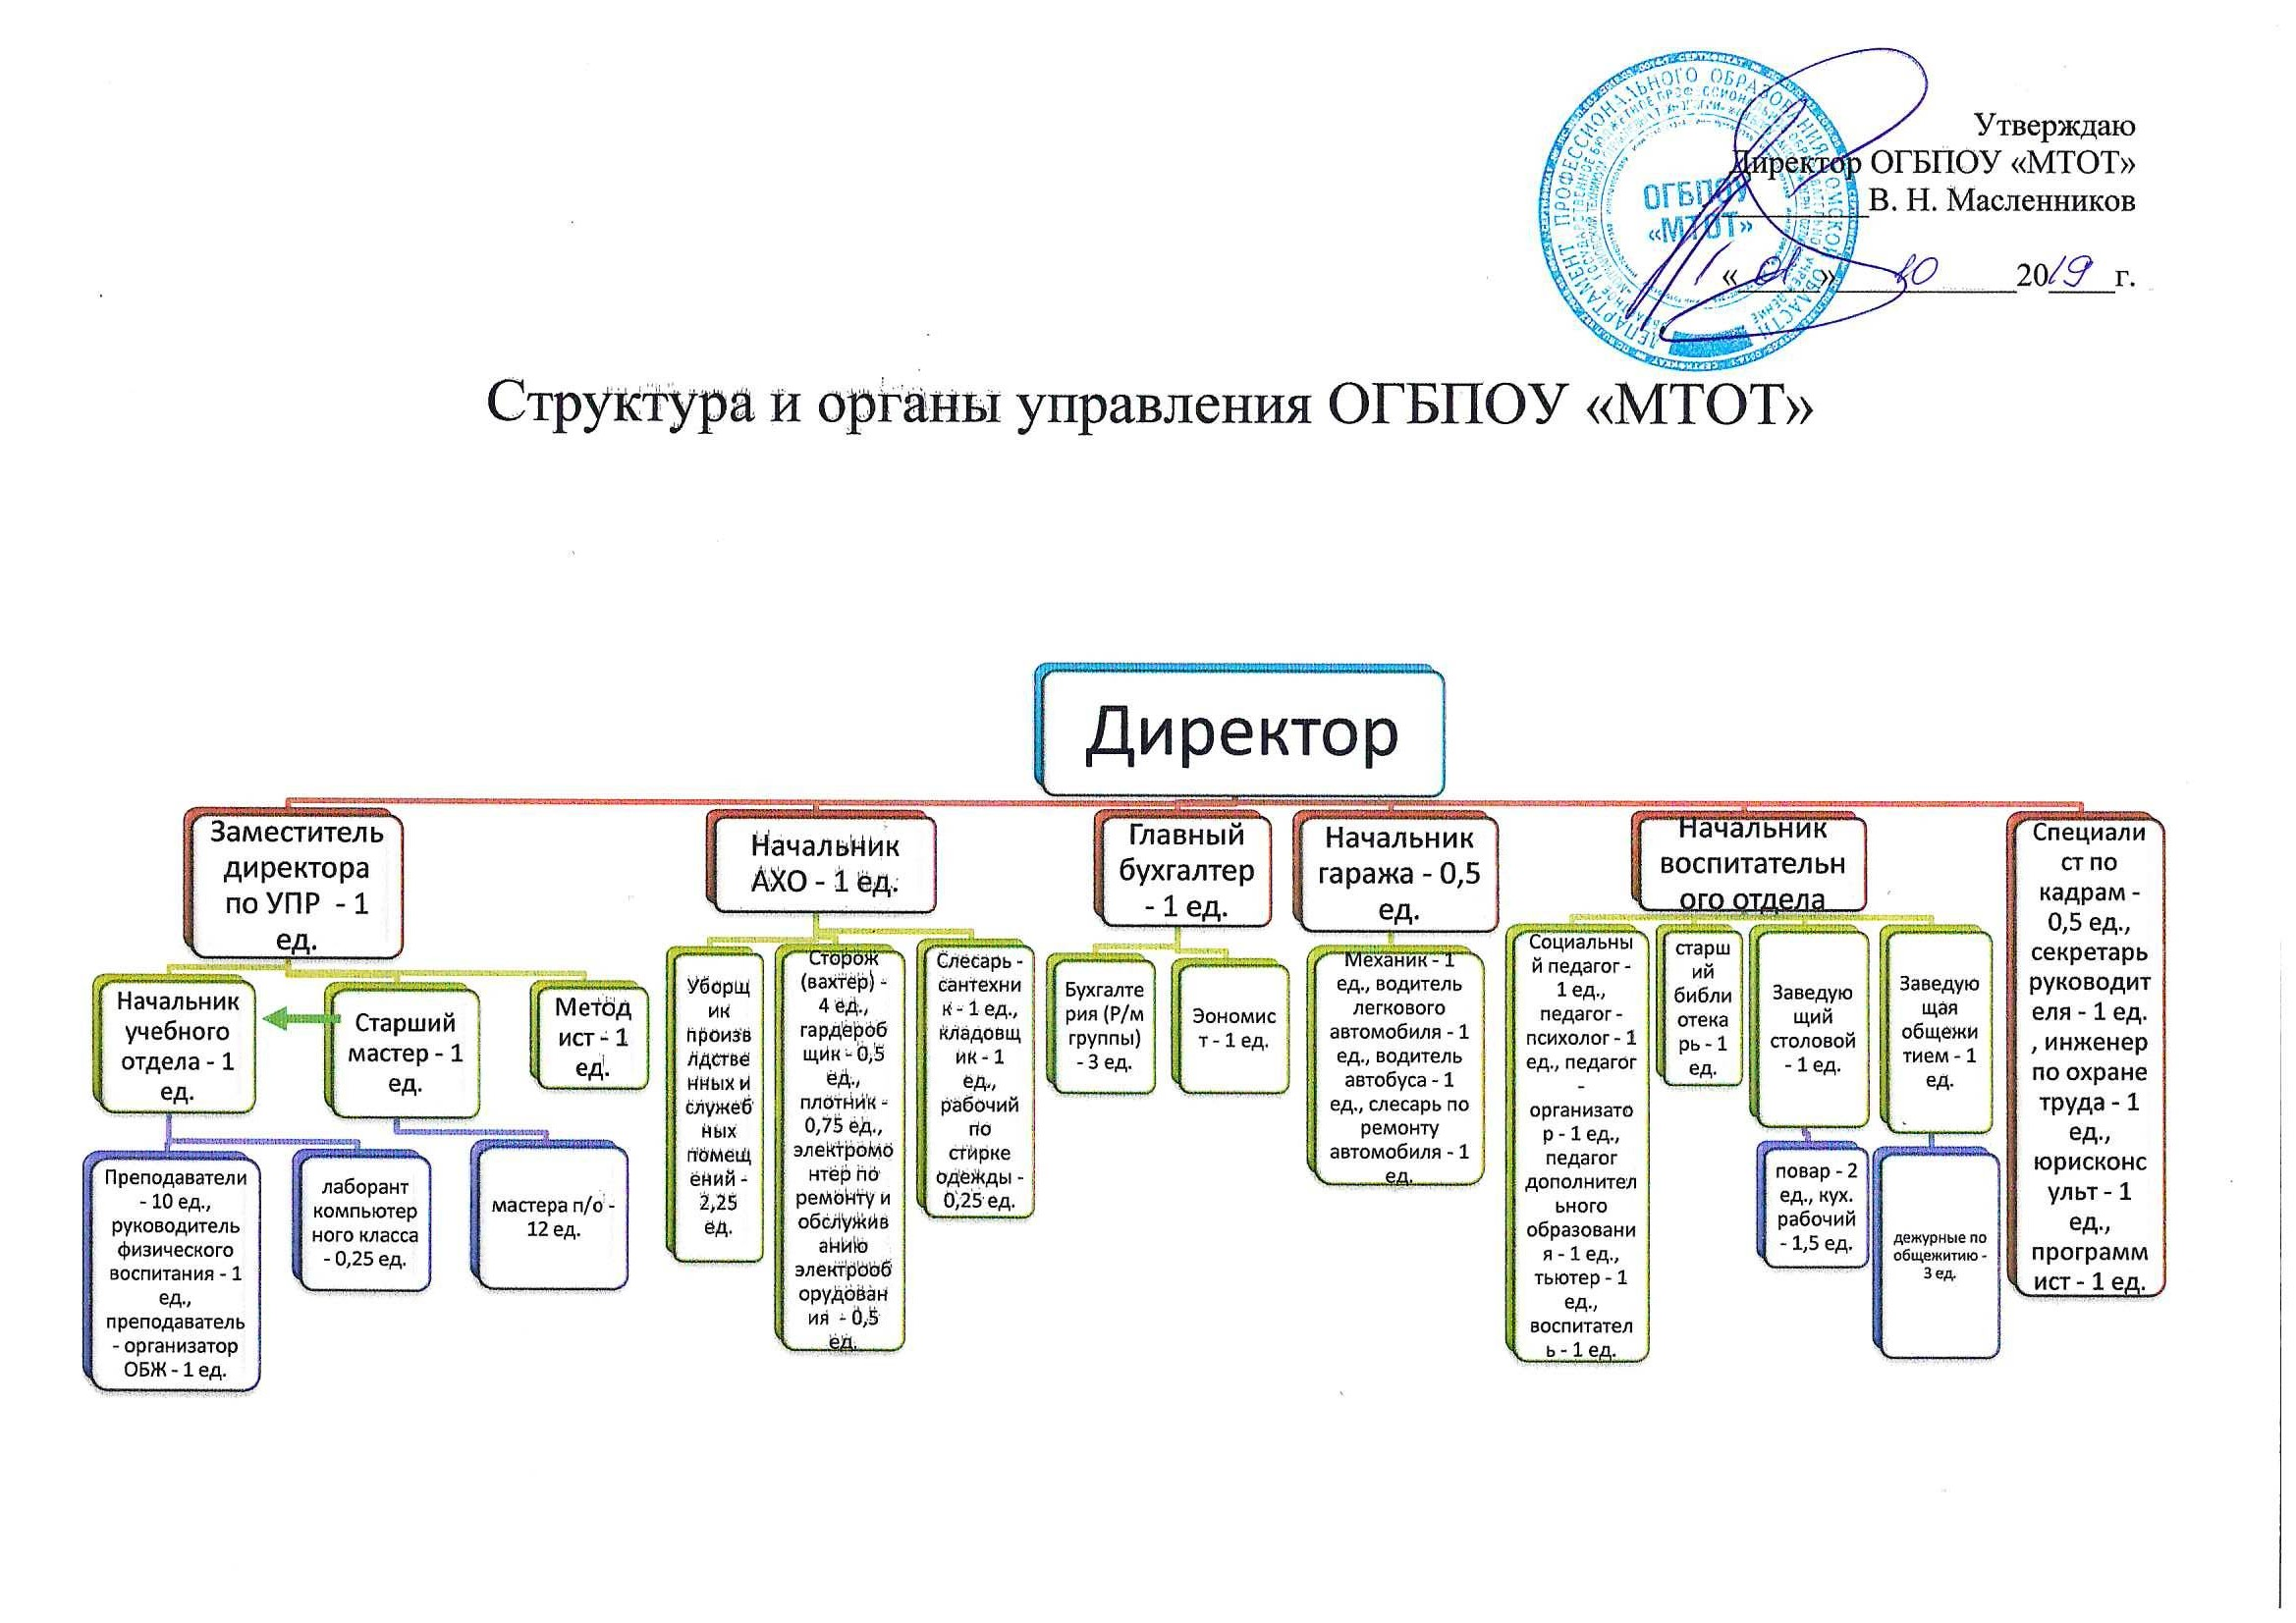 Утверждаю
Директор ОГБПОУ «МТОТ»
В. Н. Масленников
«01» 10 2019 г.
ДЕПАРТАМЕНТ ПРОФЕССИОНАЛЬНОГО ОБРАЗОВАНИЯ ТОМСКОЙ ОБЛАСТИ
ОГБПОУ
«МТОТ»
Структура и органы управления ОГБПОУ «МТОТ»
Директор
Заместитель
директора
по УПР - 1
ед.
Начальник
АХО - 1 ед.
Главный
бухгалтер
- 1 ед.
Начальник
гаража - 0,5
ед.
Начальник
воспитательн
ого отдела
Специали
ст по
кадрам -
0,5 ед.,
секретарь
руководит
еля - 1 ед.
, инженер
по охране
труда - 1
ед.,
юрисконс
ульт - 1
ед.,
программ
ист - 1 ед.
Начальник
учебного
отдела - 1
ед.
Старший
мастер - 1
ед.
Метод
ист - 1
ед.
Уборщ
ик
произв
лдстве
нных и
служеб
ных
помещ
ений -
2,25
ед.
Сторож
(вахтер) -
4 ед.,
гардероб
щик - 0,5
ед.,
плотник -
0,75 ед.,
электромо
нтер по
ремонту и
обслужив
анию
электрооб
орудован
ия - 0,5
ед.
Слесарь -
сантехни
к - 1 ед.,
кладовщ
ик - 1
ед.,
рабочий
по
стирке
одежды -
0,25 ед.
Бухгалте
рия (Р/м
группы)
- 3 ед.
Эономис
т - 1 ед.
Механик - 1
ед., водитель
легкового
автомобиля - 1
ед., водитель
автобуса - 1
ед., слесарь по
ремонту
автомобиля - 1
ед.
Социальны
й педагог -
1 ед.,
педагог -
психолог - 1
ед., педагог
-
организато
р - 1 ед.,
педагог
дополнител
ьного
образовани
я - 1 ед.,
тьютер - 1
ед.,
воспитател
ь - 1 ед.
старш
ий
библи
отека
рь - 1
ед.
Заведую
щий
столовой
- 1 ед.
Заведую
щая
общежи
тием - 1
ед.
Преподаватели
- 10 ед.,
руководитель
физического
воспитания - 1
ед.,
преподаватель
- организатор
ОБЖ - 1 ед.
лаборант
компьютер
ного класса
- 0,25 ед.
мастера п/о -
12 ед.
повар - 2
ед., кух.
рабочий
- 1,5 ед.
дежурные по
общежитию -
3 ед.